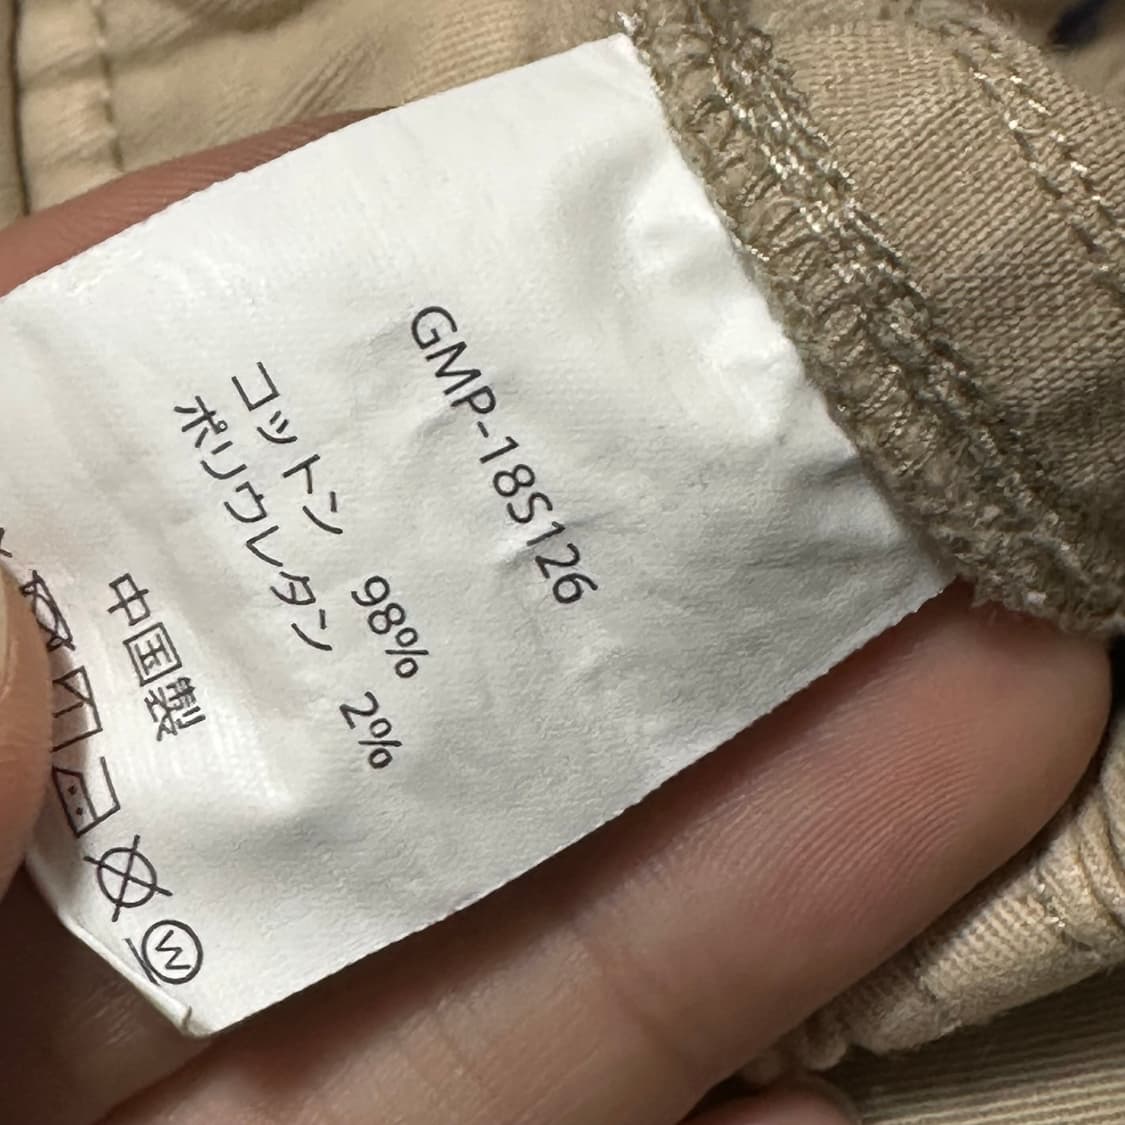 GMP-18S126
コットン 98%
ポリウレタン 2%
中国製
W